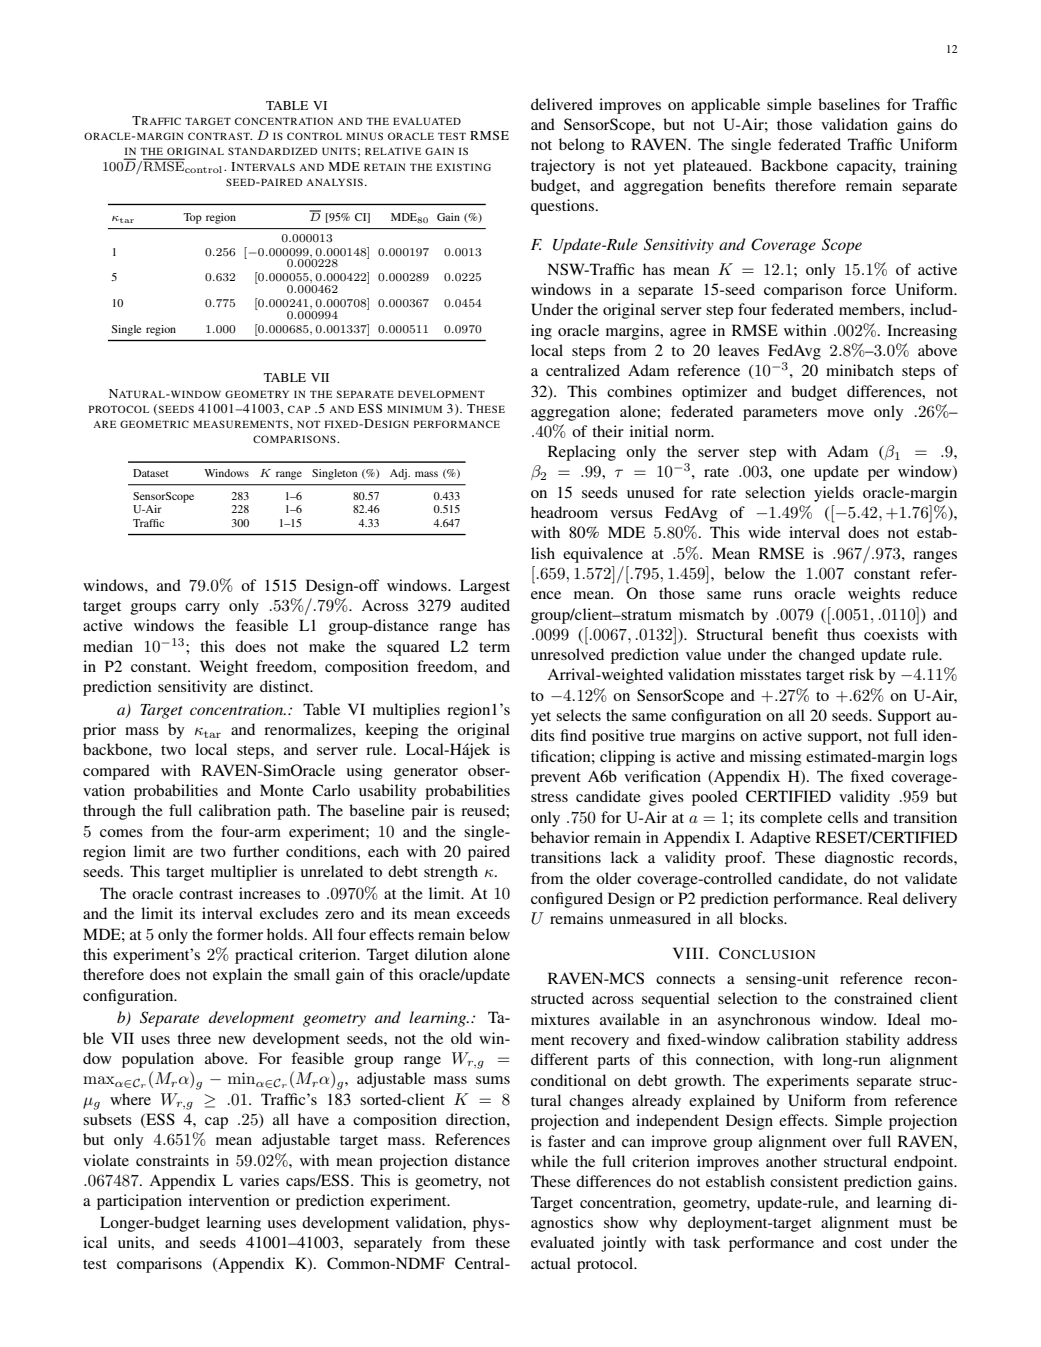 12
TABLE VI
TRAFFIC TARGET CONCENTRATION AND THE EVALUATED
ORACLE-MARGIN CONTRAST. D IS CONTROL MINUS ORACLE TEST RMSE
IN THE ORIGINAL STANDARDIZED UNITS; RELATIVE GAIN IS
100D̅/R̅M̅S̅E̅control. INTERVALS AND MDE RETAIN THE EXISTING
SEED-PAIRED ANALYSIS.
κtar Top region D̅ [95% CI] MDE80 Gain (%)
0.000013
1 0.256 [−0.000099, 0.000148] 0.000197 0.0013
0.000228
5 0.632 [0.000055, 0.000422] 0.000289 0.0225
0.000462
10 0.775 [0.000241, 0.000708] 0.000367 0.0454
0.000994
Single region 1.000 [0.000685, 0.001337] 0.000511 0.0970
TABLE VII
NATURAL-WINDOW GEOMETRY IN THE SEPARATE DEVELOPMENT
PROTOCOL (SEEDS 41001–41003, CAP .5 AND ESS MINIMUM 3). THESE
ARE GEOMETRIC MEASUREMENTS, NOT FIXED-DESIGN PERFORMANCE
COMPARISONS.
Dataset Windows K range Singleton (%) Adj. mass (%)
SensorScope 283 1–6 80.57 0.433
U-Air 228 1–6 82.46 0.515
Traffic 300 1–15 4.33 4.647
windows, and 79.0% of 1515 Design-off windows. Largest
target groups carry only .53%/.79%. Across 3279 audited
active windows the feasible L1 group-distance range has
median 10−13; this does not make the squared L2 term
in P2 constant. Weight freedom, composition freedom, and
prediction sensitivity are distinct.
a) Target concentration.: Table VI multiplies region1's
prior mass by κtar and renormalizes, keeping the original
backbone, two local steps, and server rule. Local-Hájek is
compared with RAVEN-SimOracle using generator obser-
vation probabilities and Monte Carlo usability probabilities
through the full calibration path. The baseline pair is reused;
5 comes from the four-arm experiment; 10 and the single-
region limit are two further conditions, each with 20 paired
seeds. This target multiplier is unrelated to debt strength κ.
The oracle contrast increases to .0970% at the limit. At 10
and the limit its interval excludes zero and its mean exceeds
MDE; at 5 only the former holds. All four effects remain below
this experiment's 2% practical criterion. Target dilution alone
therefore does not explain the small gain of this oracle/update
configuration.
b) Separate development geometry and learning.: Ta-
ble VII uses three new development seeds, not the old win-
dow population above. For feasible group range Wr,g =
maxα∈Cr(Mrα)g − minα∈Cr(Mrα)g, adjustable mass sums
μg where Wr,g ≥ .01. Traffic's 183 sorted-client K = 8
subsets (ESS 4, cap .25) all have a composition direction,
but only 4.651% mean adjustable target mass. References
violate constraints in 59.02%, with mean projection distance
.067487. Appendix L varies caps/ESS. This is geometry, not
a participation intervention or prediction experiment.
Longer-budget learning uses development validation, phys-
ical units, and seeds 41001–41003, separately from these
test comparisons (Appendix K). Common-NDMF Central-
delivered improves on applicable simple baselines for Traffic
and SensorScope, but not U-Air; those validation gains do
not belong to RAVEN. The single federated Traffic Uniform
trajectory is not yet plateaued. Backbone capacity, training
budget, and aggregation benefits therefore remain separate
questions.
F. Update-Rule Sensitivity and Coverage Scope
NSW-Traffic has mean K = 12.1; only 15.1% of active
windows in a separate 15-seed comparison force Uniform.
Under the original server step four federated members, includ-
ing oracle margins, agree in RMSE within .002%. Increasing
local steps from 2 to 20 leaves FedAvg 2.8%–3.0% above
a centralized Adam reference (10−3, 20 minibatch steps of
32). This combines optimizer and budget differences, not
aggregation alone; federated parameters move only .26%–
.40% of their initial norm.
Replacing only the server step with Adam (β1 = .9,
β2 = .99, τ = 10−3, rate .003, one update per window)
on 15 seeds unused for rate selection yields oracle-margin
headroom versus FedAvg of −1.49% ([−5.42, +1.76]%),
with 80% MDE 5.80%. This wide interval does not estab-
lish equivalence at .5%. Mean RMSE is .967/.973, ranges
[.659, 1.572]/[.795, 1.459], below the 1.007 constant refer-
ence mean. On those same runs oracle weights reduce
group/client–stratum mismatch by .0079 ([.0051, .0110]) and
.0099 ([.0067, .0132]). Structural benefit thus coexists with
unresolved prediction value under the changed update rule.
Arrival-weighted validation misstates target risk by −4.11%
to −4.12% on SensorScope and +.27% to +.62% on U-Air,
yet selects the same configuration on all 20 seeds. Support au-
dits find positive true margins on active support, not full iden-
tification; clipping is active and missing estimated-margin logs
prevent A6b verification (Appendix H). The fixed coverage-
stress candidate gives pooled CERTIFIED validity .959 but
only .750 for U-Air at a = 1; its complete cells and transition
behavior remain in Appendix I. Adaptive RESET/CERTIFIED
transitions lack a validity proof. These diagnostic records,
from the older coverage-controlled candidate, do not validate
configured Design or P2 prediction performance. Real delivery
U remains unmeasured in all blocks.
VIII. CONCLUSION
RAVEN-MCS connects a sensing-unit reference recon-
structed across sequential selection to the constrained client
mixtures available in an asynchronous window. Ideal mo-
ment recovery and fixed-window calibration stability address
different parts of this connection, with long-run alignment
conditional on debt growth. The experiments separate struc-
tural changes already explained by Uniform from reference
projection and independent Design effects. Simple projection
is faster and can improve group alignment over full RAVEN,
while the full criterion improves another structural endpoint.
These differences do not establish consistent prediction gains.
Target concentration, geometry, update-rule, and learning di-
agnostics show why deployment-target alignment must be
evaluated jointly with task performance and cost under the
actual protocol.